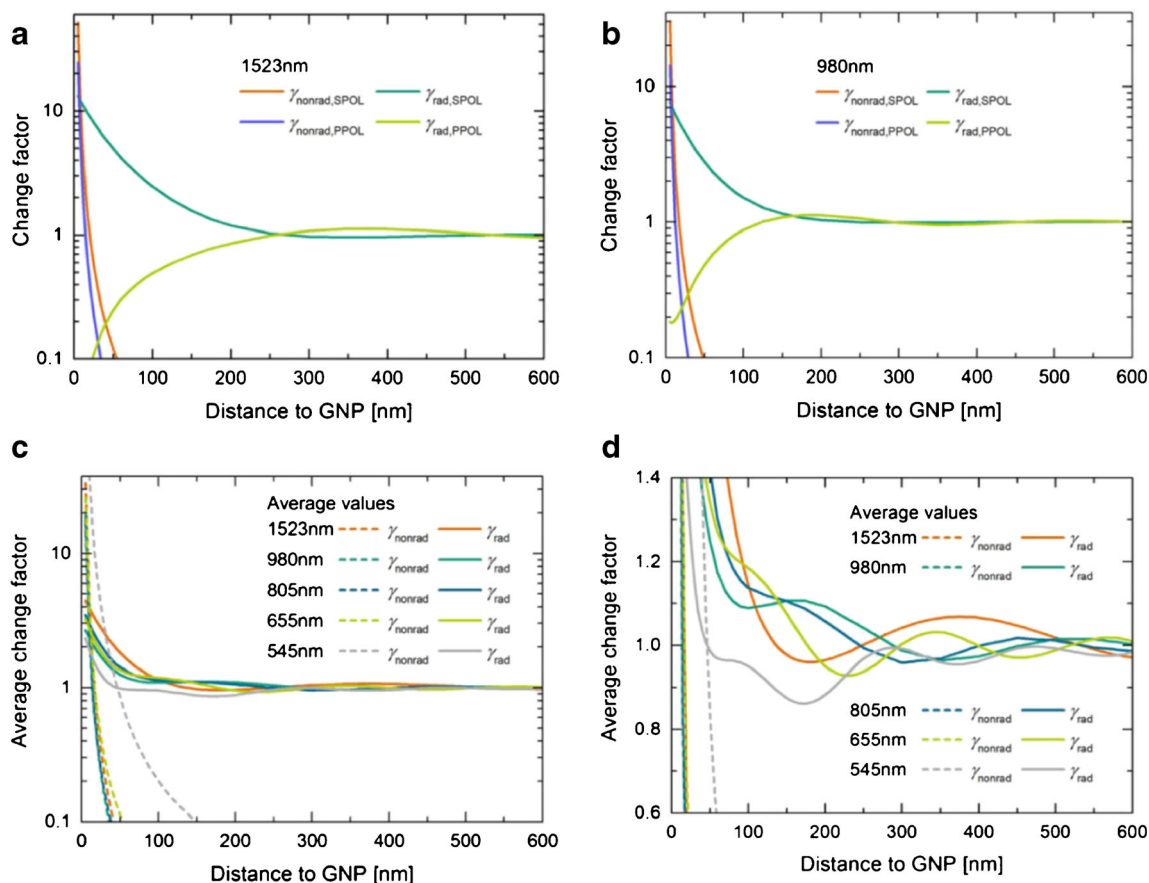 a
1523nm
γnonrad,SPOL γrad,SPOL
γnonrad,PPOL γrad,PPOL
Change factor
10
1
0.1
0 100 200 300 400 500 600
Distance to GNP [nm]
b
980nm
γnonrad,SPOL γrad,SPOL
γnonrad,PPOL γrad,PPOL
Change factor
10
1
0.1
0 100 200 300 400 500 600
Distance to GNP [nm]
c
Average values
1523nm γnonrad γrad
980nm γnonrad γrad
805nm γnonrad γrad
655nm γnonrad γrad
545nm γnonrad γrad
Average change factor
10
1
0.1
0 100 200 300 400 500 600
Distance to GNP [nm]
d
Average values
1523nm γnonrad γrad
980nm γnonrad γrad
805nm γnonrad γrad
655nm γnonrad γrad
545nm γnonrad γrad
Average change factor
1.4
1.2
1.0
0.8
0.6
0 100 200 300 400 500 600
Distance to GNP [nm]